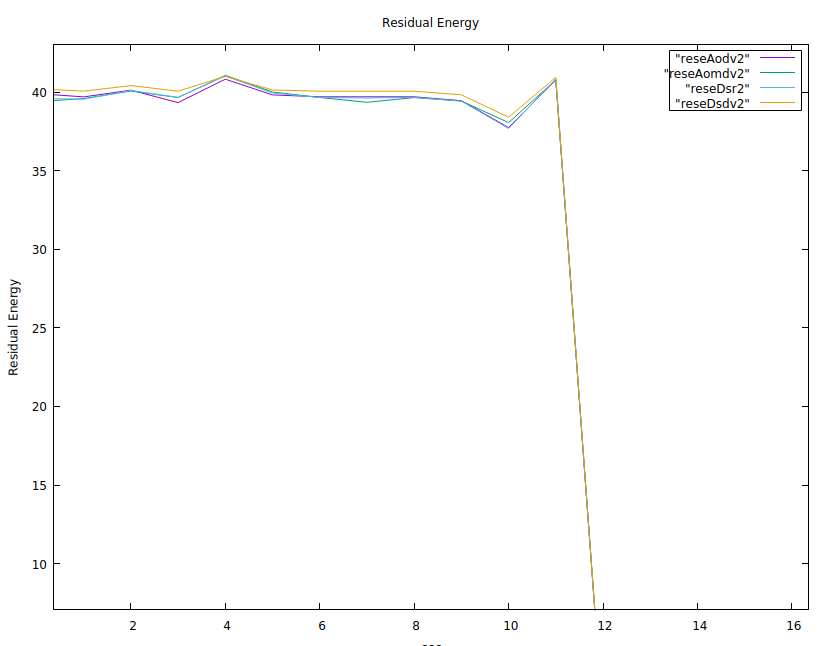 Residual Energy
"reseAodv2"
"reseAomdv2"
"reseDsr2"
"reseDsdv2"
40
35
30
25
20
15
10
Residual Energy
2 4 6 8 10 12 14 16